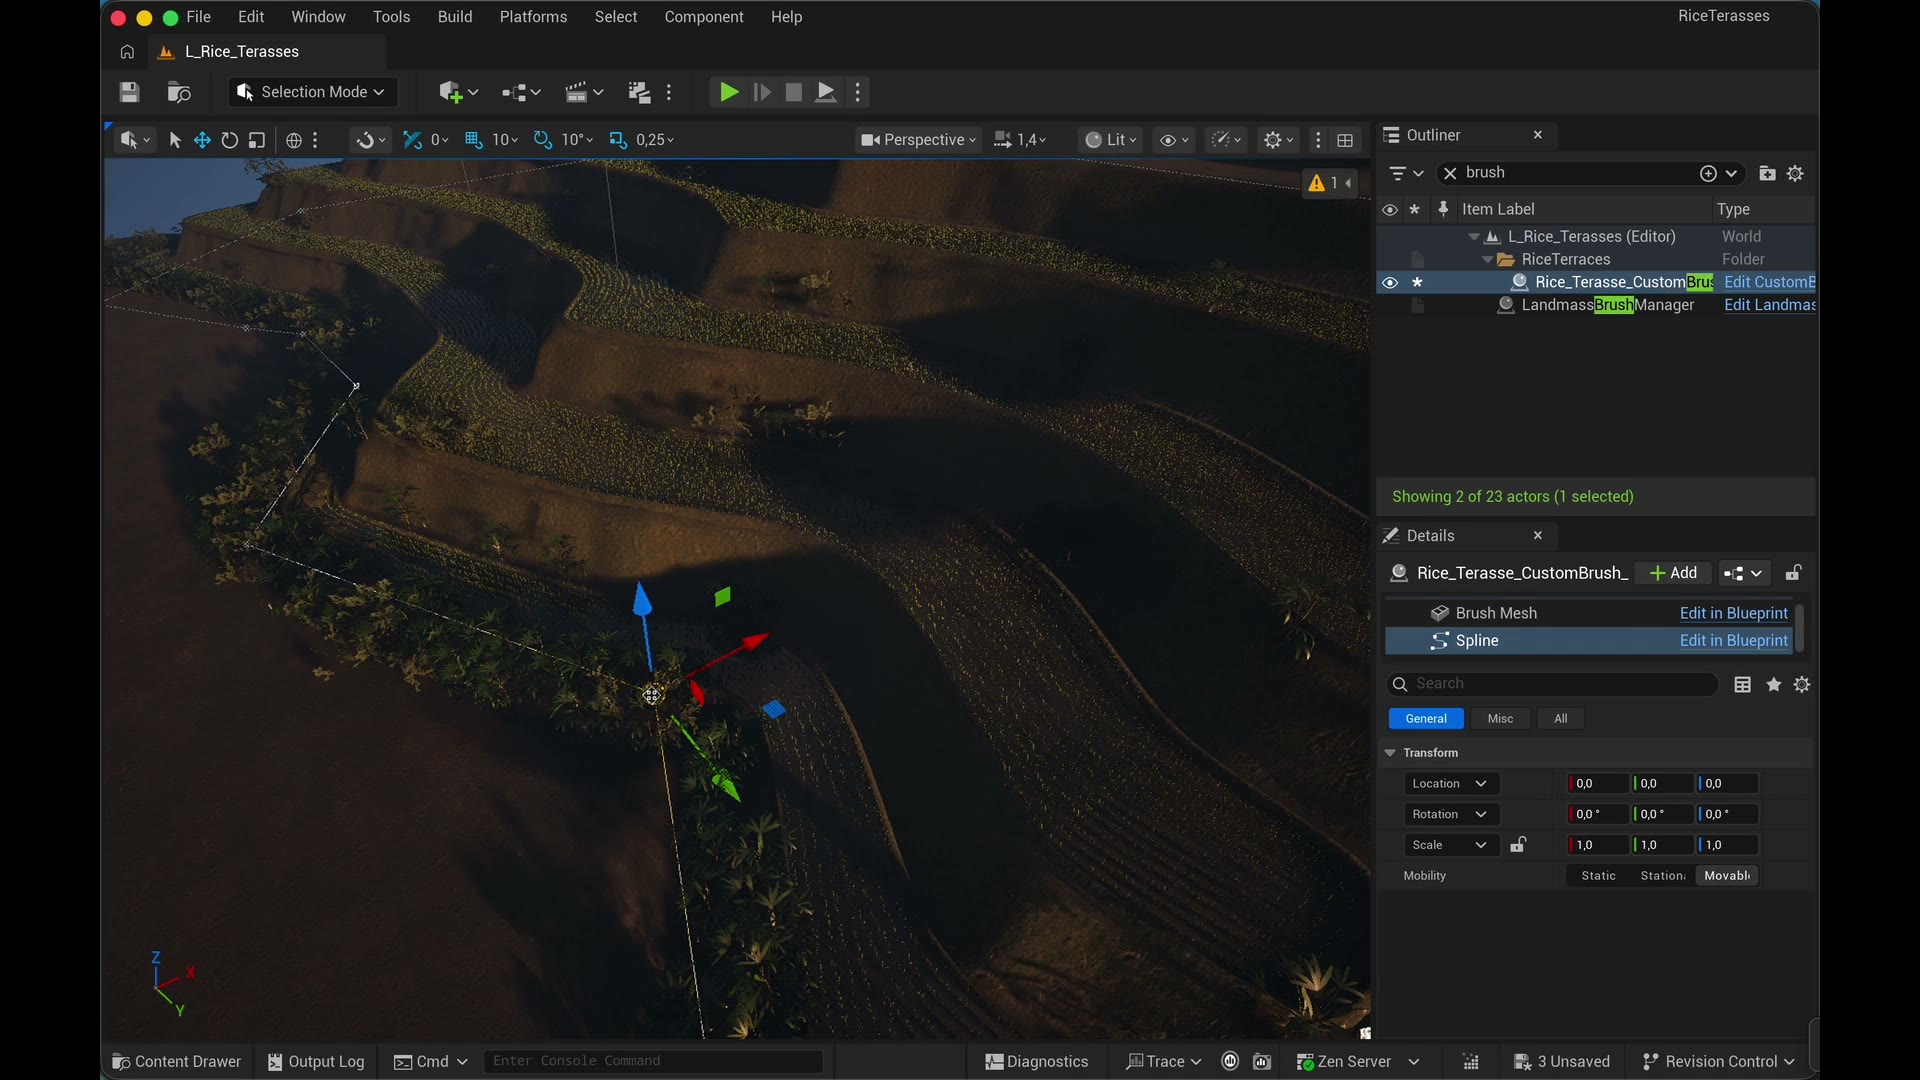 File Edit Window Tools Build Platforms Select Component Help
RiceTerasses
L_Rice_Terasses
Selection Mode
0 10 10° 0,25 Perspective 1,4 Lit
1
Outliner
brush
Item Label Type
L_Rice_Terasses (Editor) World
RiceTerraces Folder
Rice_Terasse_CustomBrus Edit CustomB
LandmassBrushManager Edit Landmas
Showing 2 of 23 actors (1 selected)
Details
Rice_Terasse_CustomBrush_ Add
Brush Mesh Edit in Blueprint
Spline Edit in Blueprint
Search
General Misc All
Transform
Location 0,0 0,0 0,0
Rotation 0,0 ° 0,0 ° 0,0 °
Scale 1,0 1,0 1,0
Mobility Static Station Movabl
Z X
Y
Content Drawer Output Log Cmd Enter Console Command Diagnostics Trace Zen Server 3 Unsaved Revision Control